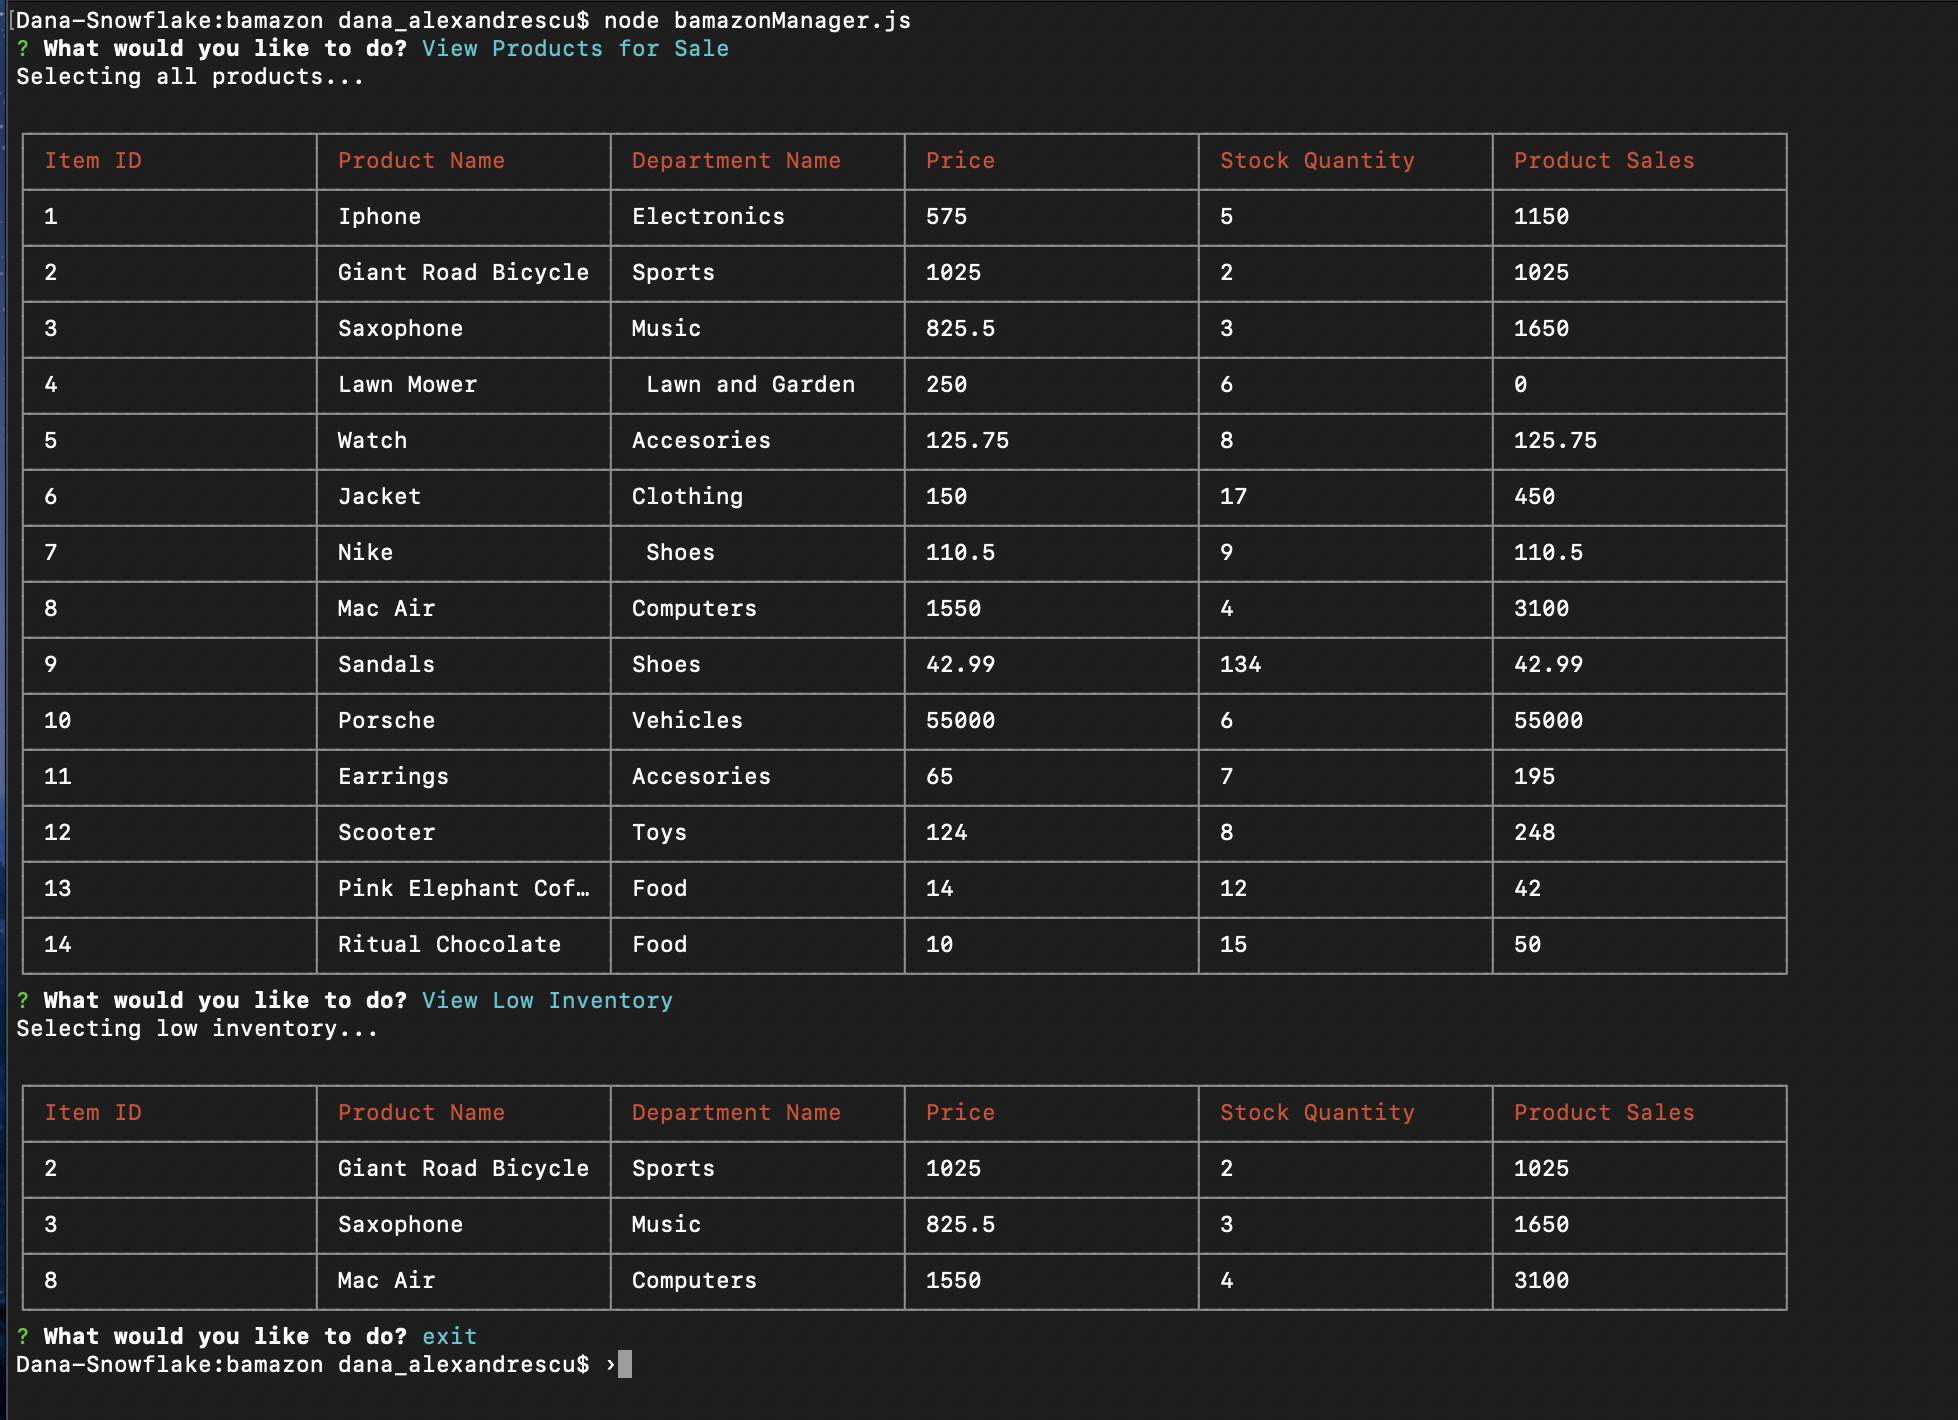 [Dana-Snowflake:bamazon dana_alexandrescu$ node bamazonManager.js
? What would you like to do? View Products for Sale
Selecting all products...
Item ID Product Name Department Name Price Stock Quantity Product Sales
1 Iphone Electronics 575 5 1150
2 Giant Road Bicycle Sports 1025 2 1025
3 Saxophone Music 825.5 3 1650
4 Lawn Mower Lawn and Garden 250 6 0
5 Watch Accesories 125.75 8 125.75
6 Jacket Clothing 150 17 450
7 Nike Shoes 110.5 9 110.5
8 Mac Air Computers 1550 4 3100
9 Sandals Shoes 42.99 134 42.99
10 Porsche Vehicles 55000 6 55000
11 Earrings Accesories 65 7 195
12 Scooter Toys 124 8 248
13 Pink Elephant Cof… Food 14 12 42
14 Ritual Chocolate Food 10 15 50
? What would you like to do? View Low Inventory
Selecting low inventory...
Item ID Product Name Department Name Price Stock Quantity Product Sales
2 Giant Road Bicycle Sports 1025 2 1025
3 Saxophone Music 825.5 3 1650
8 Mac Air Computers 1550 4 3100
? What would you like to do? exit
Dana-Snowflake:bamazon dana_alexandrescu$ ›